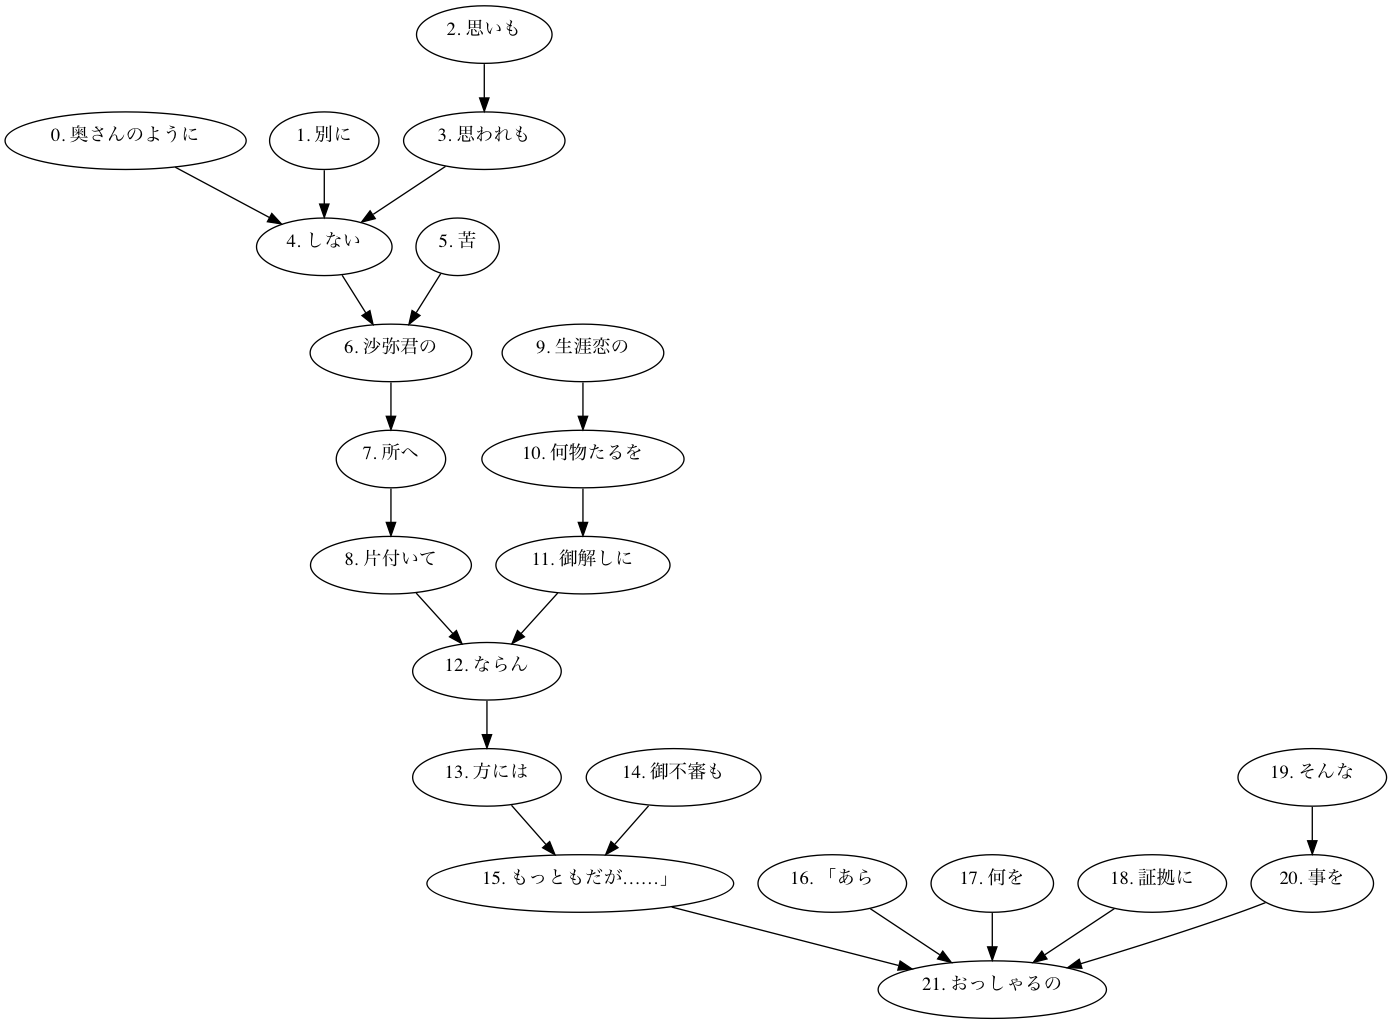 2. 思いも
0. 奥さんのように
1. 別に
3. 思われも
4. しない
5. 苦
6. 沙弥君の
9. 生涯恋の
7. 所へ
10. 何物たるを
8. 片付いて
11. 御解しに
12. ならん
13. 方には
14. 御不審も
19. そんな
15. もっともだが……」
16. 「あら
17. 何を
18. 証拠に
20. 事を
21. おっしゃるの